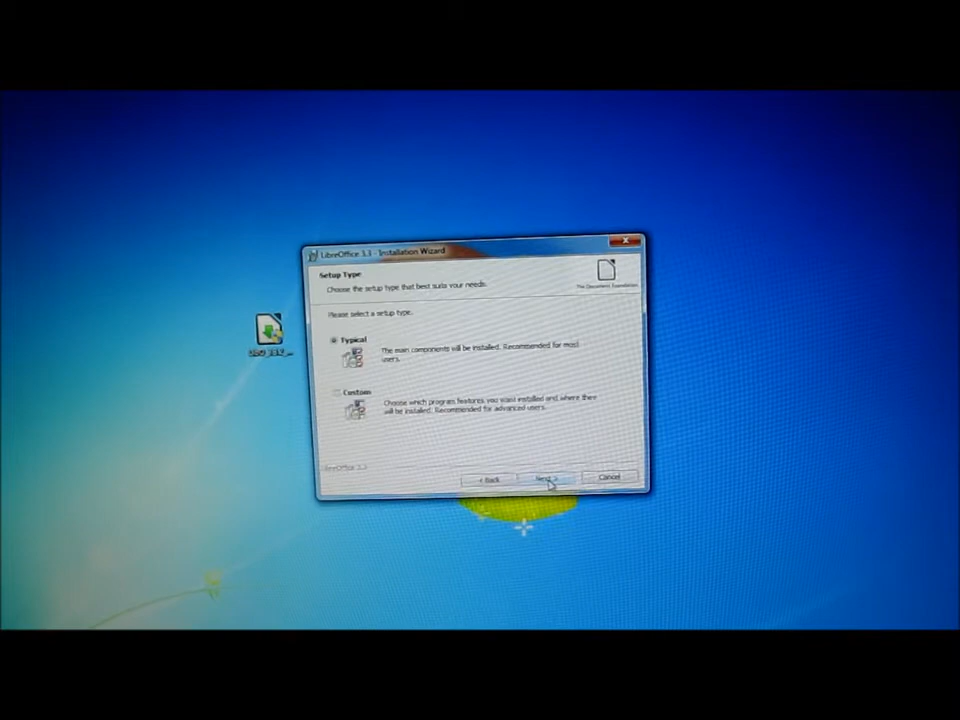 LibreOffice 3.3 - Installation Wizard
Setup Type
Choose the setup type that best suits your needs.
The Document Foundation
Please select a setup type.
Typical
The main components will be installed. Recommended for most
users.
Custom
Choose which program features you want installed and where they
will be installed. Recommended for advanced users.
LibreOffice 3.3
< Back
Next >
Cancel